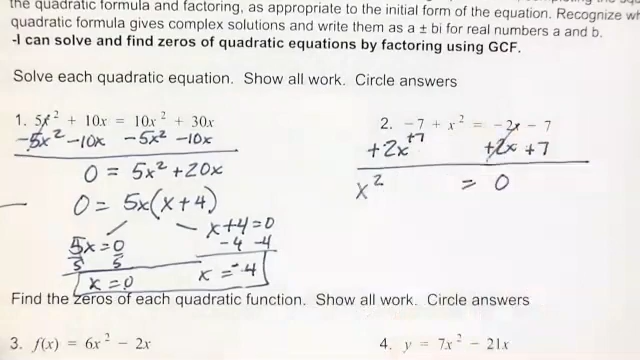 the quadratic formula and factoring, as appropriate to the initial form of the equation. Recognize
quadratic formula gives complex solutions and write them as a ± bi for real numbers a and b.
-I can solve and find zeros of quadratic equations by factoring using GCF.
Solve each quadratic equation. Show all work. Circle answers
1. 5x² + 10x = 10x² + 30x
-5x² -10x -5x² -10x
0 = 5x² + 20x
0 = 5x(x+4)
5x = 0
5 5
x = 0
x+4=0
-4 -4
x = -4
2. -7 + x² = -2x - 7
+2x +7 +2x +7
x² = 0
Find the zeros of each quadratic function. Show all work. Circle answers
3. f(x) = 6x² - 2x
4. y = 7x² - 21x